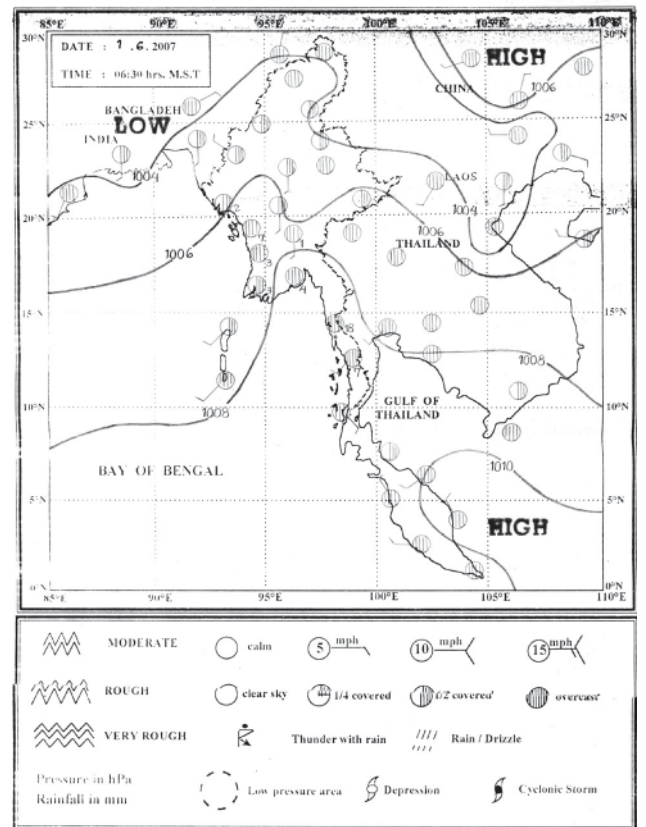 85°E 90°E 95°E 100°E 105°E 110°E
30°N 30°N
DATE : 1 .6. 2007
TIME : 06:30 hrs. M.S.T
HIGH
CHINA
1006
BANGLADEH
LOW
25°N 25°N
INDIA
1004
LAOS
1004
20°N 20°N
1006
THAILAND
1006
15°N 15°N
18
1008
GULF OF
THAILAND
1008
10°N 10°N
BAY OF BENGAL
1010
5°N 5°N
HIGH
0°N 0°N
85°E 90°E 95°E 100°E 105°E 110°E
MODERATE calm 5 mph 10 mph 15 mph
ROUGH clear sky 1/4 covered 1/2 covered overcast
VERY ROUGH Thunder with rain Rain / Drizzle
Pressure in hPa
Rainfall in mm
Low pressure area Depression Cyclonic Storm